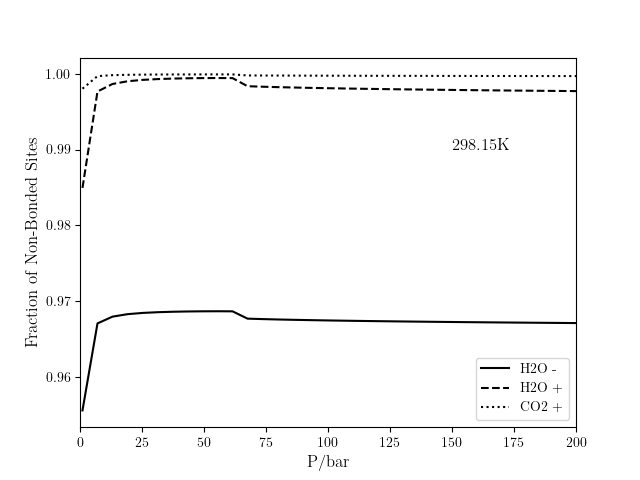 1.00
0.99
0.98
0.97
0.96
Fraction of Non-Bonded Sites
298.15K
H2O -
H2O +
CO2 +
0 25 50 75 100 125 150 175 200
P/bar